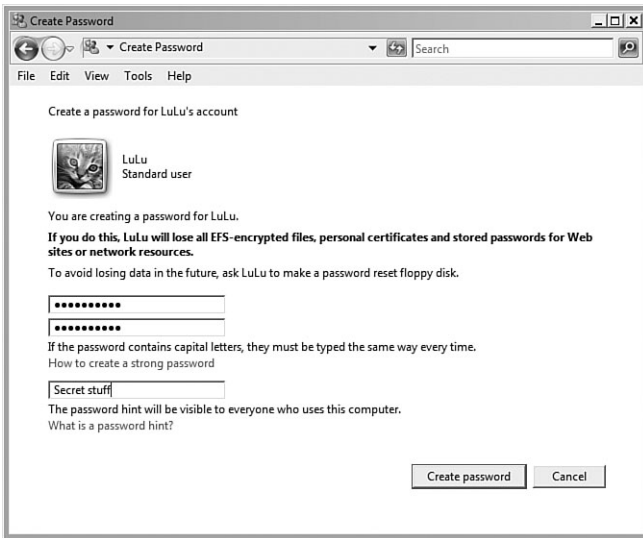 Create Password
Create Password
Search
File Edit View Tools Help
Create a password for LuLu's account
LuLu
Standard user
You are creating a password for LuLu.
If you do this, LuLu will lose all EFS-encrypted files, personal certificates and stored passwords for Web
sites or network resources.
To avoid losing data in the future, ask LuLu to make a password reset floppy disk.
●●●●●●●●●●
●●●●●●●●●●
If the password contains capital letters, they must be typed the same way every time.
How to create a strong password
Secret stuff
The password hint will be visible to everyone who uses this computer.
What is a password hint?
Create password Cancel